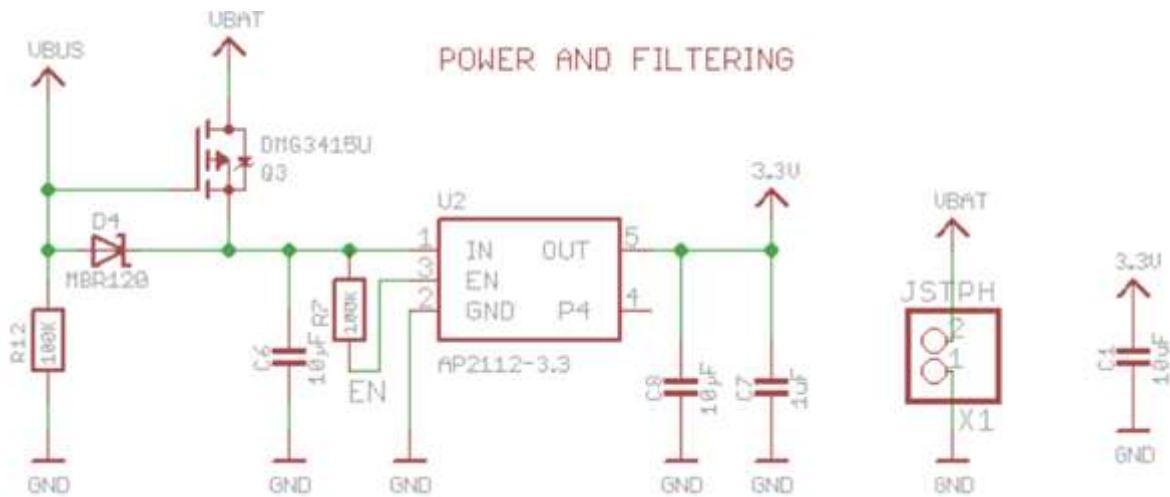 VBUS
VBAT
POWER AND FILTERING
DMG3415U
Q3
D4
MBR120
R12
100K
GND
C6
10µF
GND
R7
100K
EN
U2
1 IN OUT 5
3 EN
2 GND P4 4
AP2112-3.3
GND
3.3V
C8
10µF
GND
C7
1uF
GND
VBAT
JSTPH
2
1
X1
GND
3.3V
C1
10uF
GND